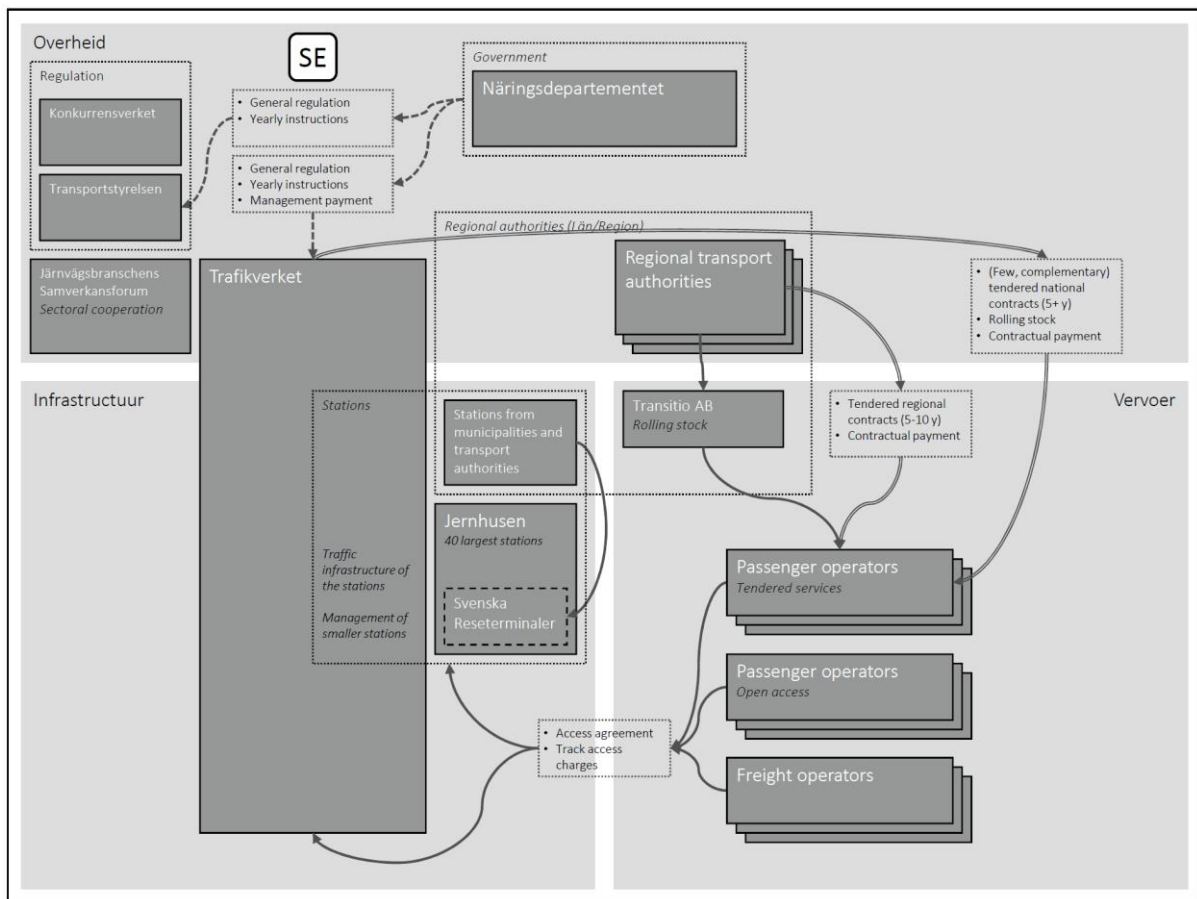 Overheid
SE
Regulation
Konkurrensverket
Transportstyrelsen
Järnvägsbranschens
Samverkansforum
Sectoral cooperation
• General regulation
• Yearly instructions
• General regulation
• Yearly instructions
• Management payment
Government
Näringsdepartementet
Regional authorities (Län/Region)
Regional transport
authorities
• (Few, complementary)
tendered national
contracts (5+ y)
• Rolling stock
• Contractual payment
Trafikverket
Infrastructuur
Stations
Stations from
municipalities and
transport
authorities
Jernhusen
40 largest stations
Svenska
Reseterminaler
Traffic
infrastructure of
the stations
Management of
smaller stations
Vervoer
Transitio AB
Rolling stock
• Tendered regional
contracts (5-10 y)
• Contractual payment
Passenger operators
Tendered services
Passenger operators
Open access
Freight operators
• Access agreement
• Track access
charges